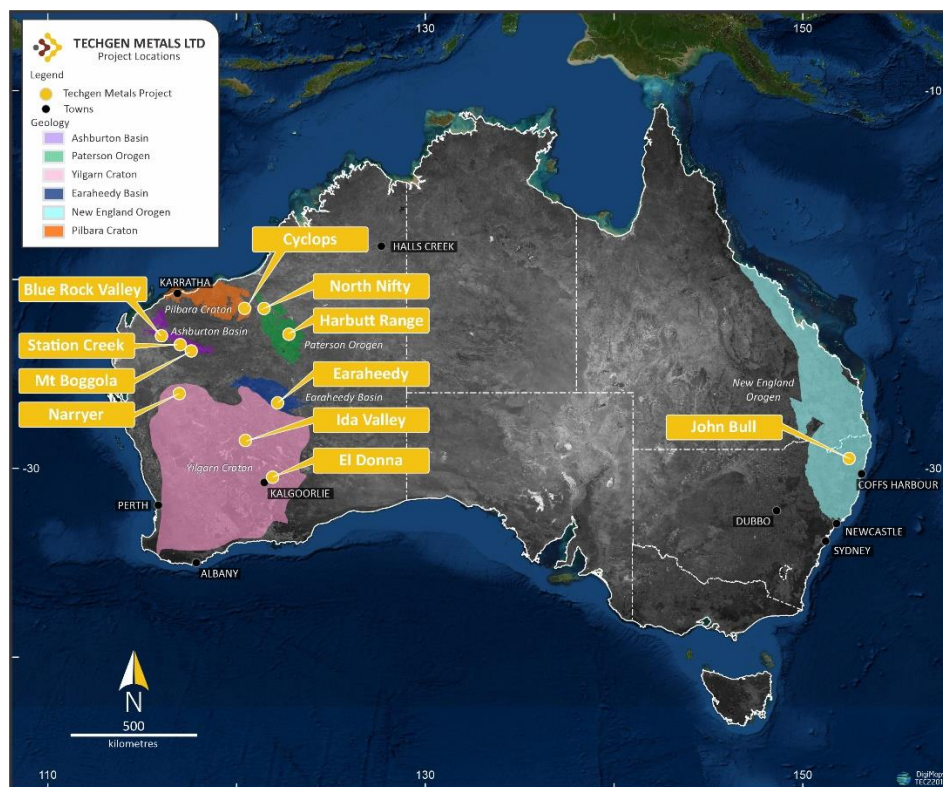 TECHGEN METALS LTD
Project Locations
Legend
Techgen Metals Project
Towns
Geology
Ashburton Basin
Paterson Orogen
Yilgarn Craton
Earaheedy Basin
New England Orogen
Pilbara Craton
130
150
-10
Cyclops
HALLS CREEK
Blue Rock Valley
KARRATHA
North Nifty
Pilbara Craton
Harbutt Range
Ashburton Basin
Station Creek
Paterson Orogen
Mt Boggola
Earaheedy
New England
Orogen
Narryer
Earaheedy Basin
Ida Valley
John Bull
El Donna
Yilgarn Craton
-30
-30
KALGOORLIE
COFFS HARBOUR
PERTH
DUBBO
NEWCASTLE
SYDNEY
ALBANY
N
500
kilometres
110
130
150
DigiMaps
TEC2201